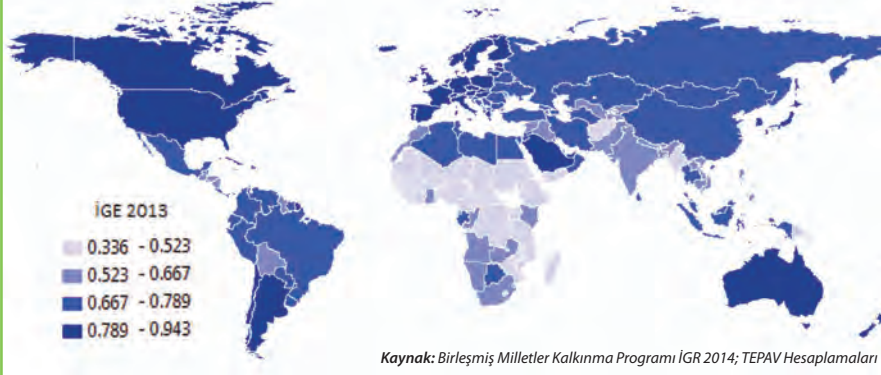 İGE 2013
0.336 - 0.523
0.523 - 0.667
0.667 - 0.789
0.789 - 0.943
Kaynak: Birleşmiş Milletler Kalkınma Programı İGR 2014; TEPAV Hesaplamaları